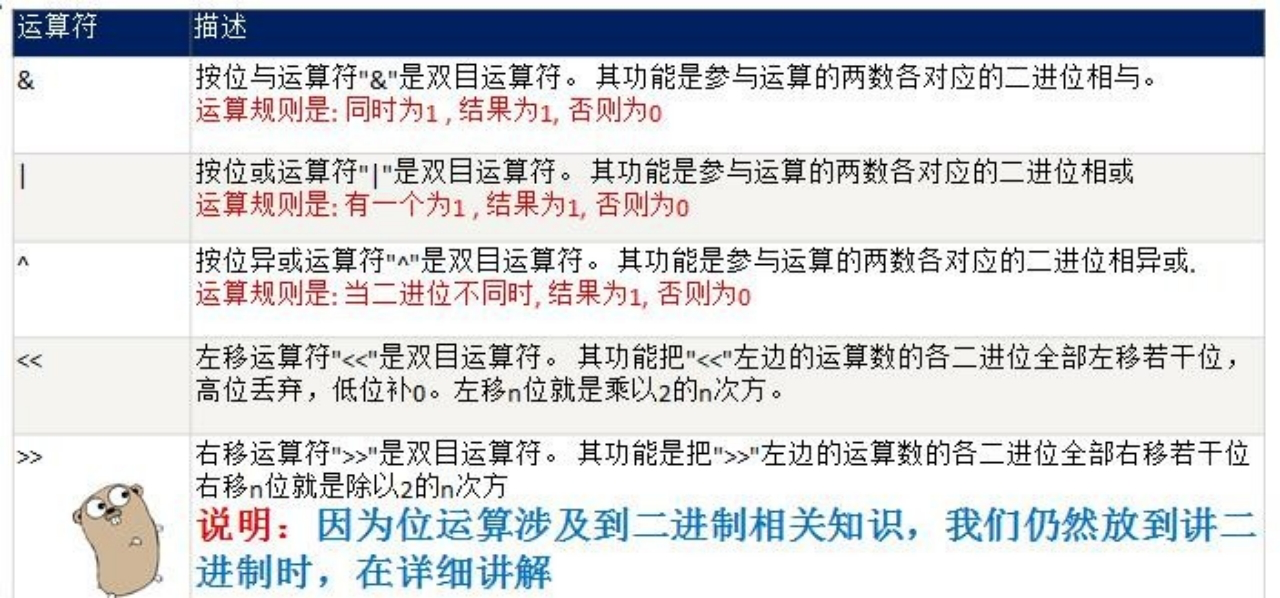 运算符 描述
& 按位与运算符"&"是双目运算符。 其功能是参与运算的两数各对应的二进位相与。
运算规则是: 同时为1 , 结果为1, 否则为0
| 按位或运算符"|"是双目运算符。 其功能是参与运算的两数各对应的二进位相或
运算规则是: 有一个为1 , 结果为1, 否则为0
^ 按位异或运算符"^"是双目运算符。 其功能是参与运算的两数各对应的二进位相异或.
运算规则是: 当二进位不同时, 结果为1, 否则为0
<< 左移运算符"<<"是双目运算符。 其功能把"<<"左边的运算数的各二进位全部左移若干位，
高位丢弃，低位补0。左移n位就是乘以2的n次方。
>> 右移运算符">>"是双目运算符。 其功能是把">>"左边的运算数的各二进位全部右移若干位
右移n位就是除以2的n次方
说明：因为位运算涉及到二进制相关知识，我们仍然放到讲二
进制时，在详细讲解